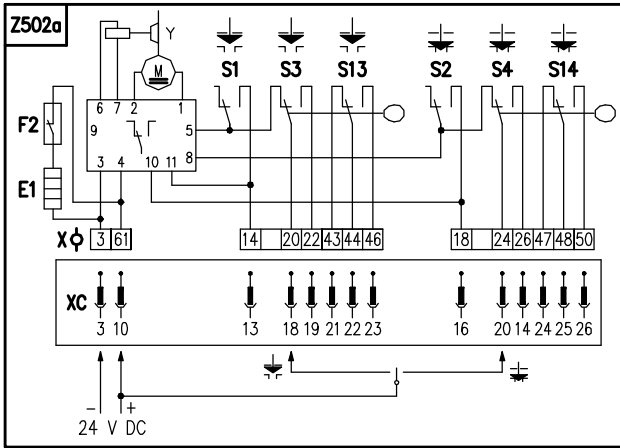 Z502a
Y
S1 S3 S13 S2 S4 S14
M
6 7 2 1
F2
9 5
8
3 4 10 11
E1
X 3 61 14 20 22 43 44 46 18 24 26 47 48 50
XC
3 10 13 18 19 21 22 23 16 20 14 24 25 26
− +
24 V DC